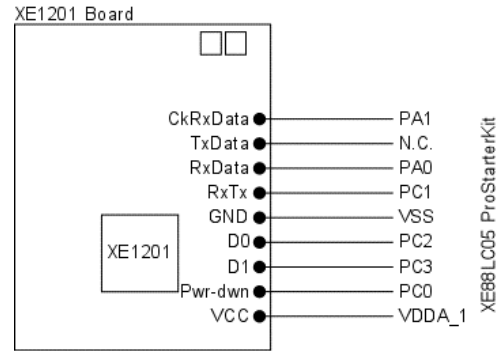 XE1201 Board
CkRxData PA1
TxData N.C.
RxData PA0
RxTx PC1
GND VSS
D0 PC2
D1 PC3
Pwr-dwn PC0
VCC VDDA_1
XE1201
XE88LC05 ProStarterKit